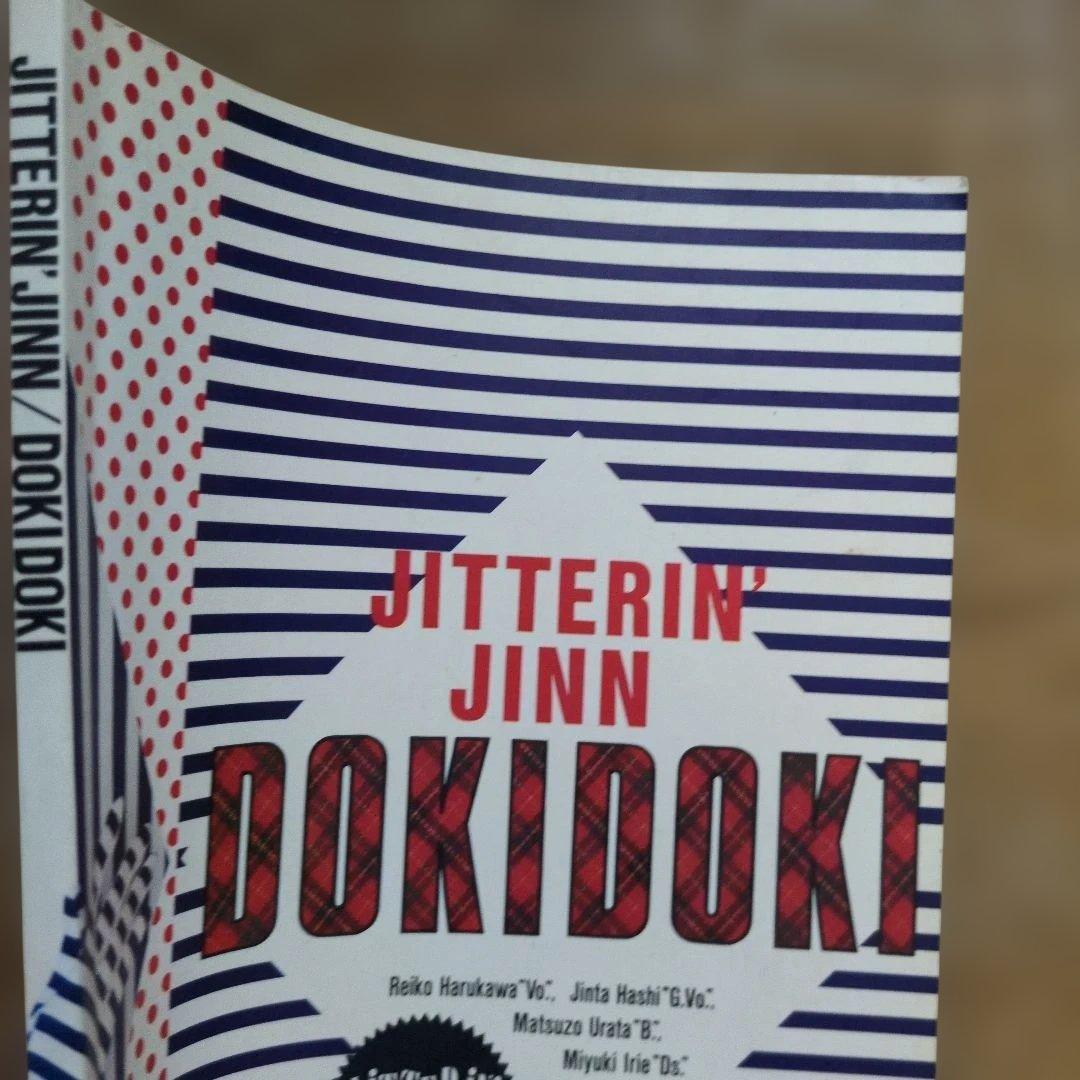 JITTERIN' JINN / DOKIDOKI
JITTERIN'
JINN
DOKIDOKI
Reiko Harukawa"Vo.", Jinta Hashi"G.Vo.",
Matsuzo Urata"B.",
Miyuki Irie"Ds."